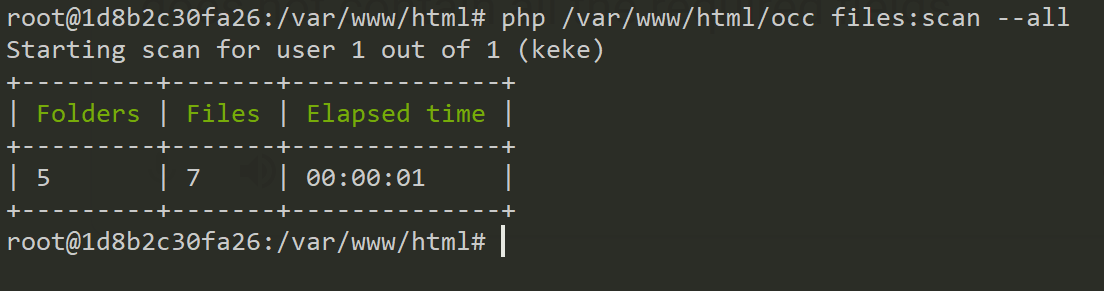 root@1d8b2c30fa26:/var/www/html# php /var/www/html/occ files:scan --all
Starting scan for user 1 out of 1 (keke)
+---------+-------+--------------+
| Folders | Files | Elapsed time |
+---------+-------+--------------+
| 5       | 7     | 00:00:01     |
+---------+-------+--------------+
root@1d8b2c30fa26:/var/www/html#